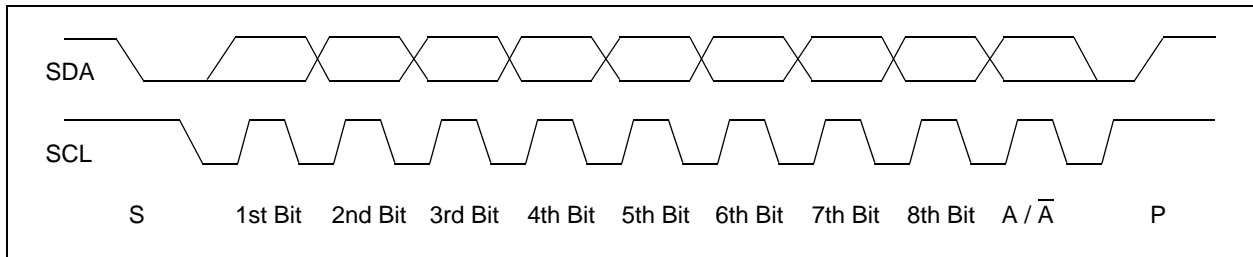 SDA
SCL
S 1st Bit 2nd Bit 3rd Bit 4th Bit 5th Bit 6th Bit 7th Bit 8th Bit A / A̅ P